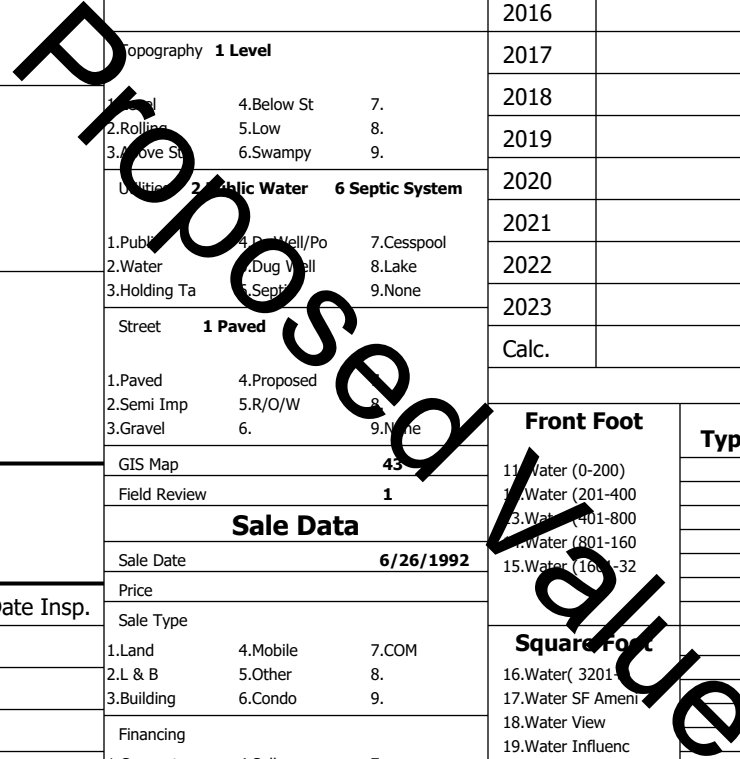 Topography 1 Level
1.Level 4.Below St 7.
2.Rolling 5.Low 8.
3.Above St 6.Swampy 9.
Utilities 2 Public Water 6 Septic System
1.Public 4.Dr Well/Po 7.Cesspool
2.Water 5.Dug Well 8.Lake
3.Holding Ta 6.Septic 9.None
Street 1 Paved
1.Paved 4.Proposed 7.
2.Semi Imp 5.R/O/W 8.
3.Gravel 6. 9.None
GIS Map 43
Field Review 1
Sale Data
Sale Date 6/26/1992
Price
Sale Type
1.Land 4.Mobile 7.COM
2.L & B 5.Other 8.
3.Building 6.Condo 9.
Financing
Date Insp.
2016
2017
2018
2019
2020
2021
2022
2023
Calc.
Front Foot
11.Water (0-200)
12.Water (201-400
13.Water (401-800
14.Water (801-160
15.Water (1601-32
Square Foot
16.Water( 3201-
17.Water SF Ameni
18.Water View
19.Water Influenc
Typ
Proposed Value